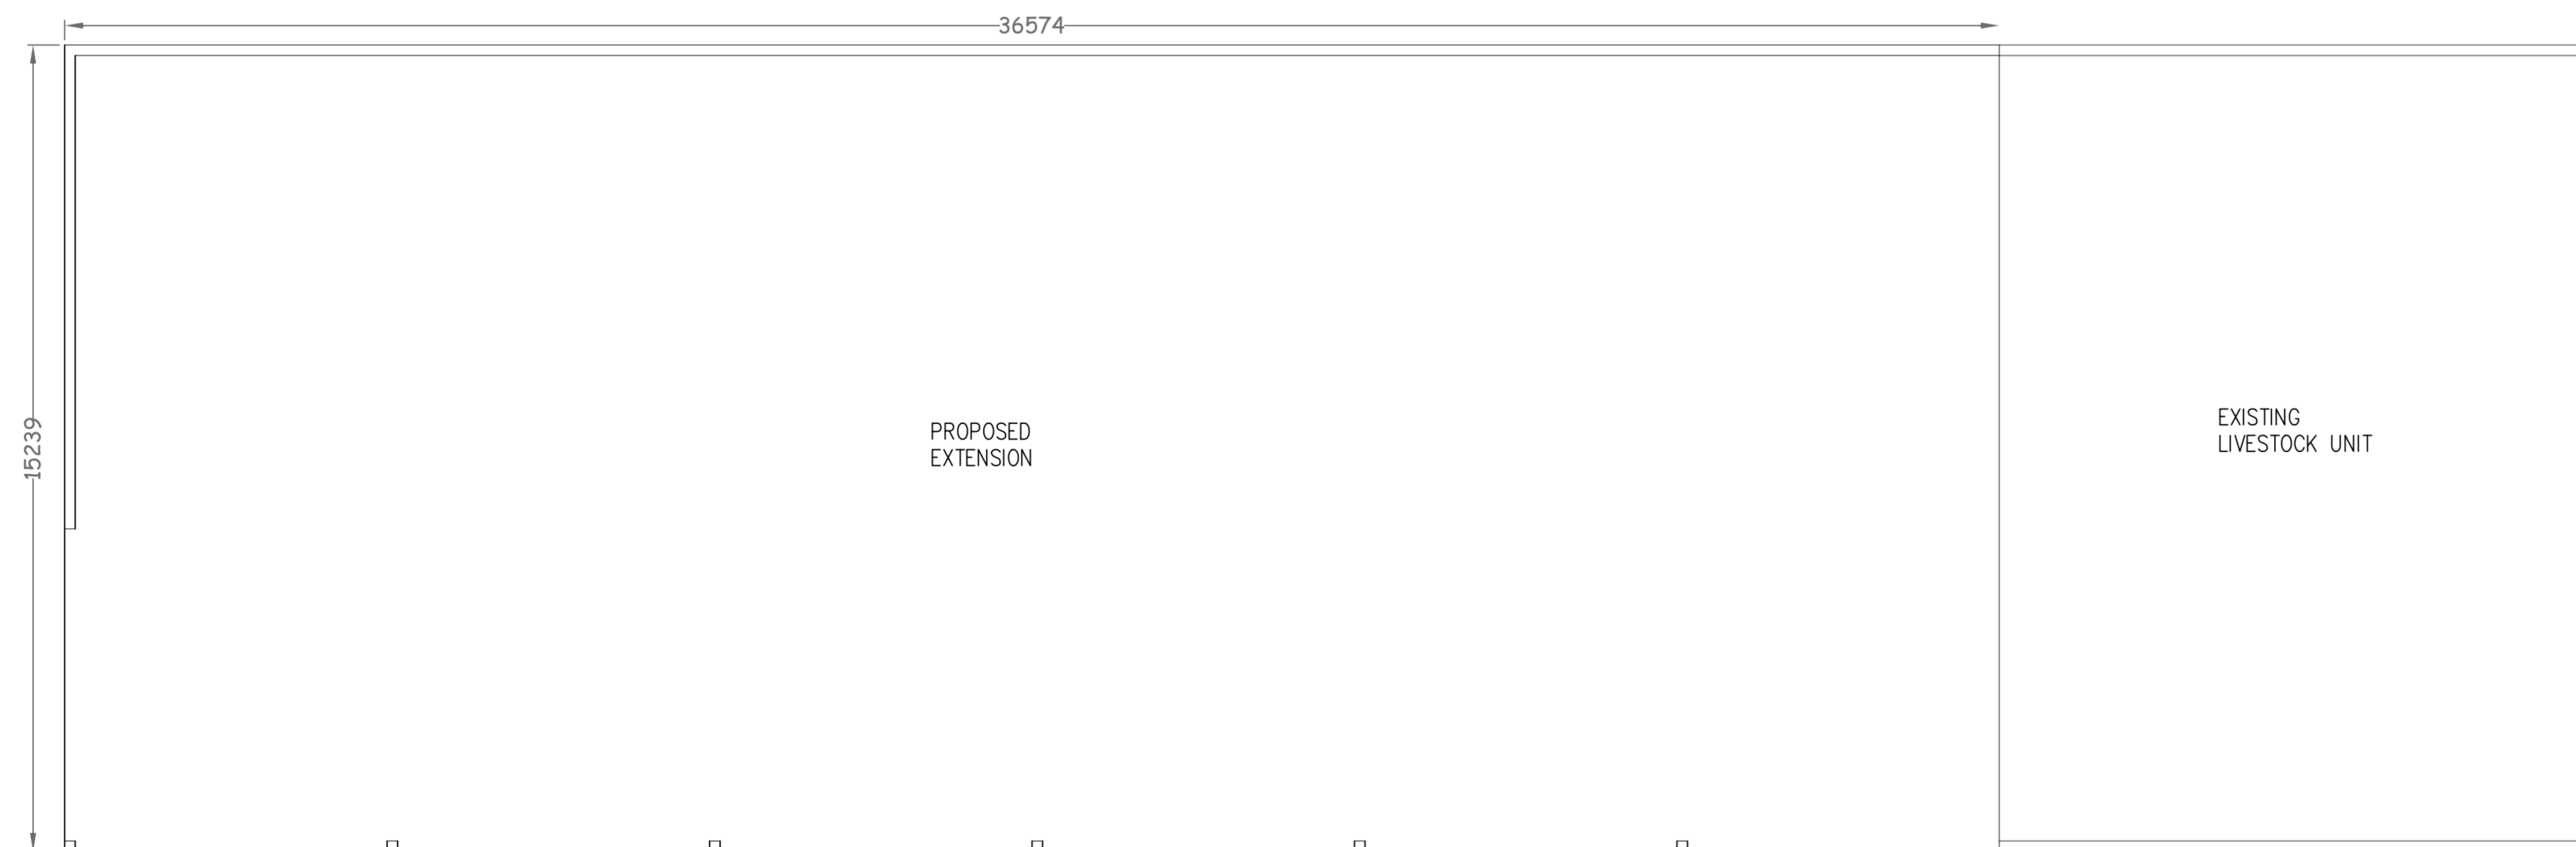 36574
15239
PROPOSED
EXTENSION
EXISTING
LIVESTOCK UNIT